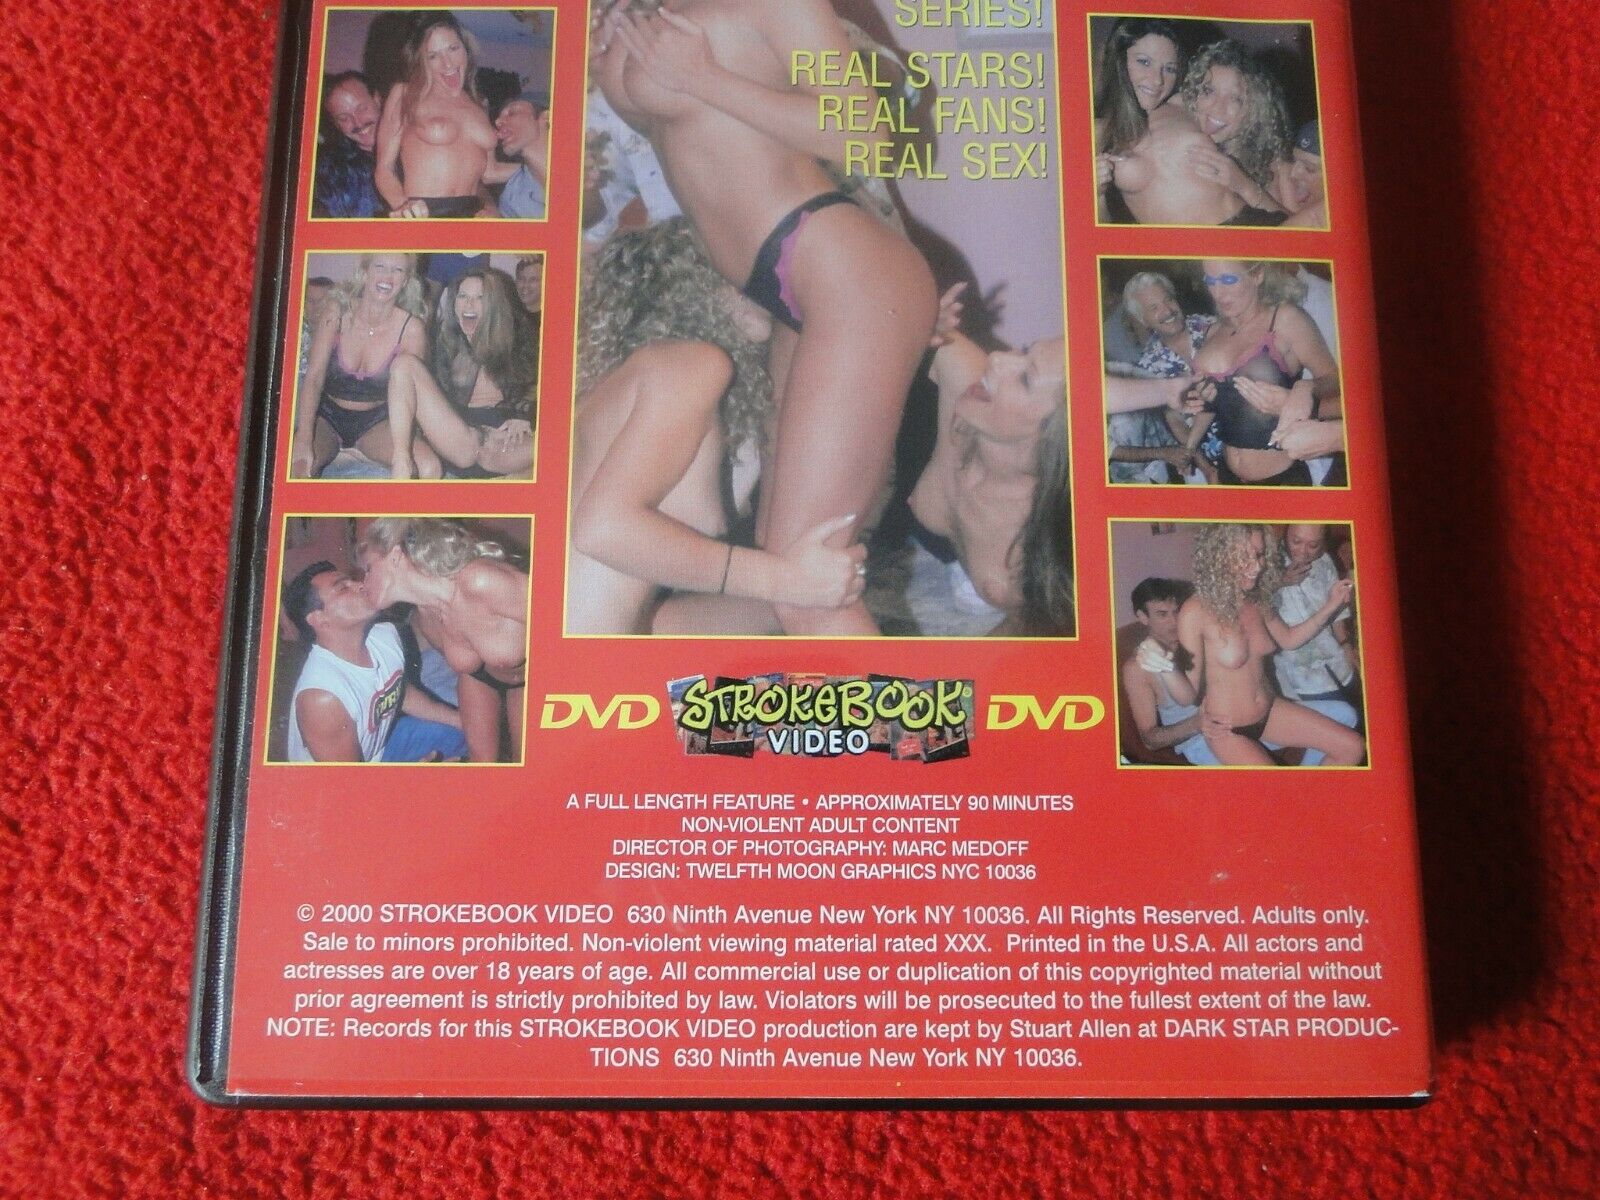 SERIES!
REAL STARS!
REAL FANS!
REAL SEX!
DVD STROKEBOOK DVD
VIDEO
A FULL LENGTH FEATURE • APPROXIMATELY 90 MINUTES
NON-VIOLENT ADULT CONTENT
DIRECTOR OF PHOTOGRAPHY: MARC MEDOFF
DESIGN: TWELFTH MOON GRAPHICS NYC 10036
© 2000 STROKEBOOK VIDEO 630 Ninth Avenue New York NY 10036. All Rights Reserved. Adults only.
Sale to minors prohibited. Non-violent viewing material rated XXX. Printed in the U.S.A. All actors and
actresses are over 18 years of age. All commercial use or duplication of this copyrighted material without
prior agreement is strictly prohibited by law. Violators will be prosecuted to the fullest extent of the law.
NOTE: Records for this STROKEBOOK VIDEO production are kept by Stuart Allen at DARK STAR PRODUC-
TIONS 630 Ninth Avenue New York NY 10036.